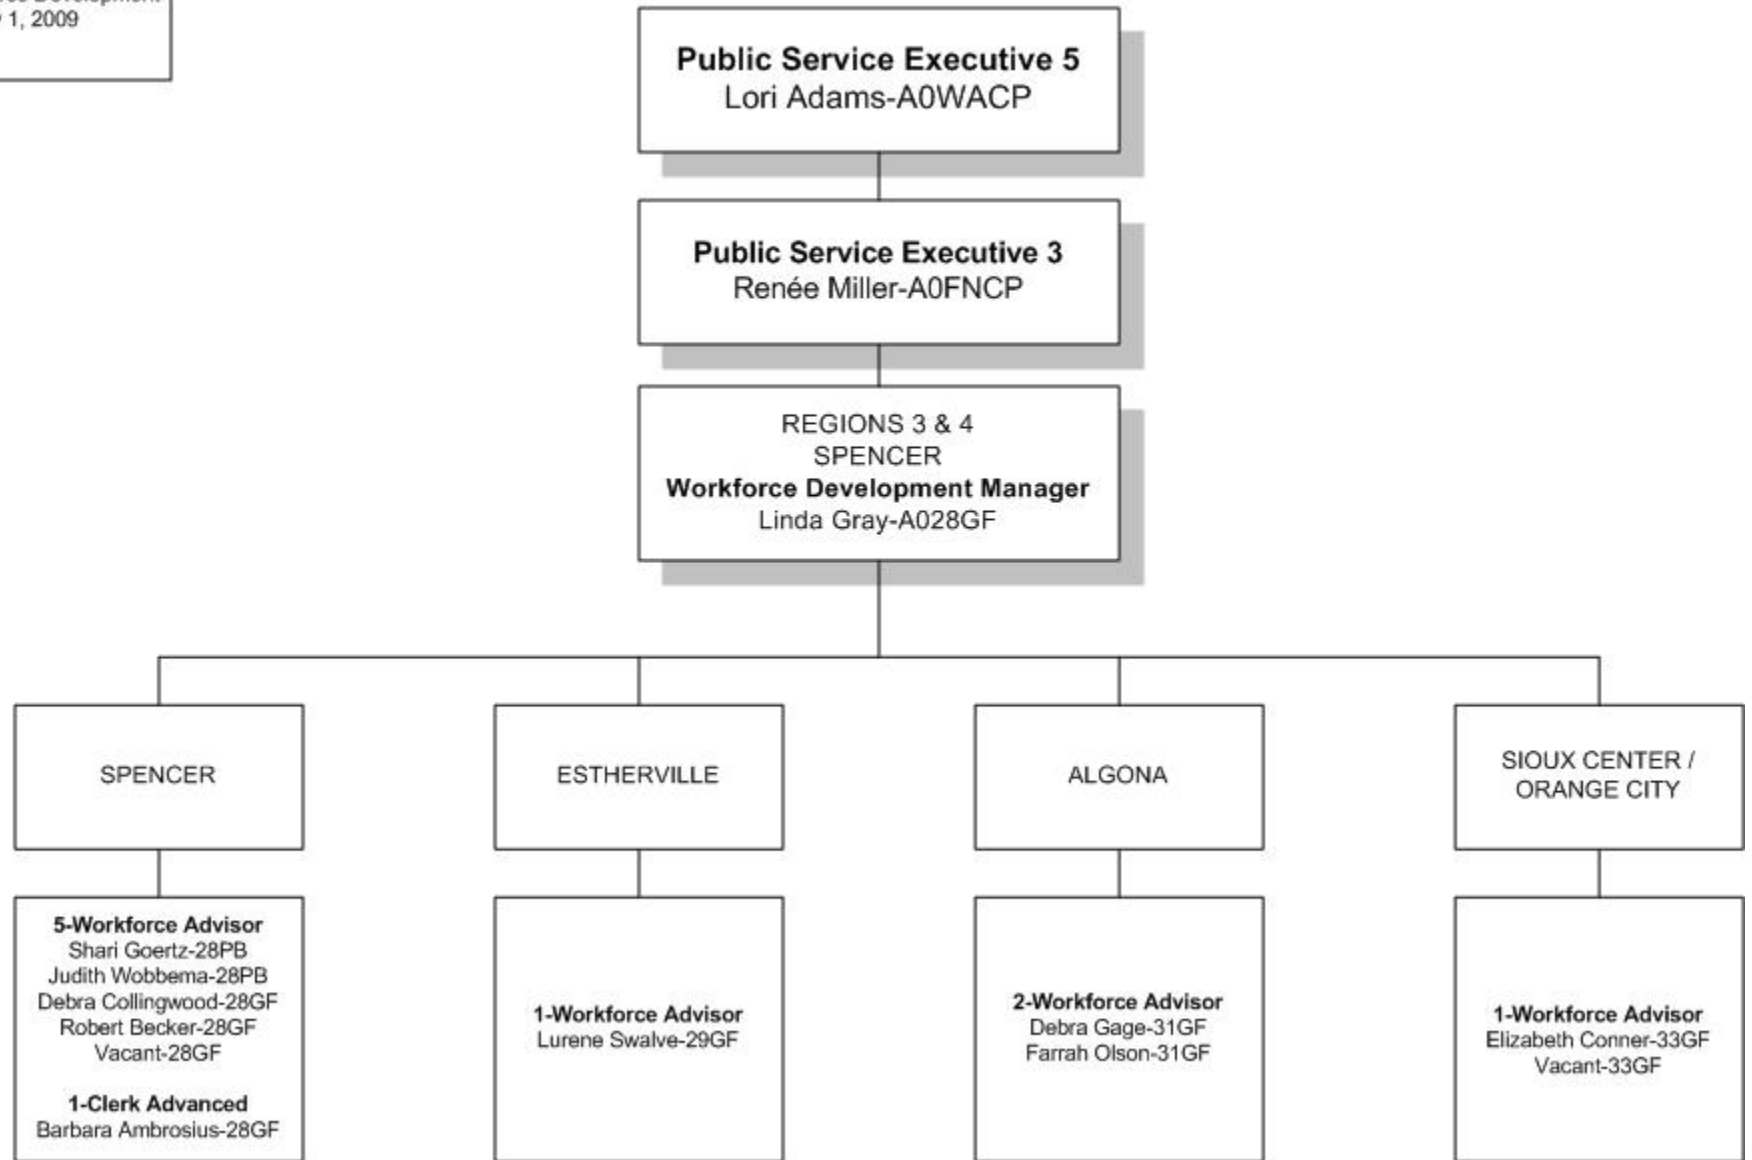 1, 2009
Public Service Executive 5
Lori Adams-A0WACP
Public Service Executive 3
Renée Miller-A0FNCP
REGIONS 3 & 4
SPENCER
Workforce Development Manager
Linda Gray-A028GF
SPENCER
ESTHERVILLE
ALGONA
SIOUX CENTER /
ORANGE CITY
5-Workforce Advisor
Shari Goertz-28PB
Judith Wobbema-28PB
Debra Collingwood-28GF
Robert Becker-28GF
Vacant-28GF
1-Clerk Advanced
Barbara Ambrosius-28GF
1-Workforce Advisor
Lurene Swalve-29GF
2-Workforce Advisor
Debra Gage-31GF
Farrah Olson-31GF
1-Workforce Advisor
Elizabeth Conner-33GF
Vacant-33GF